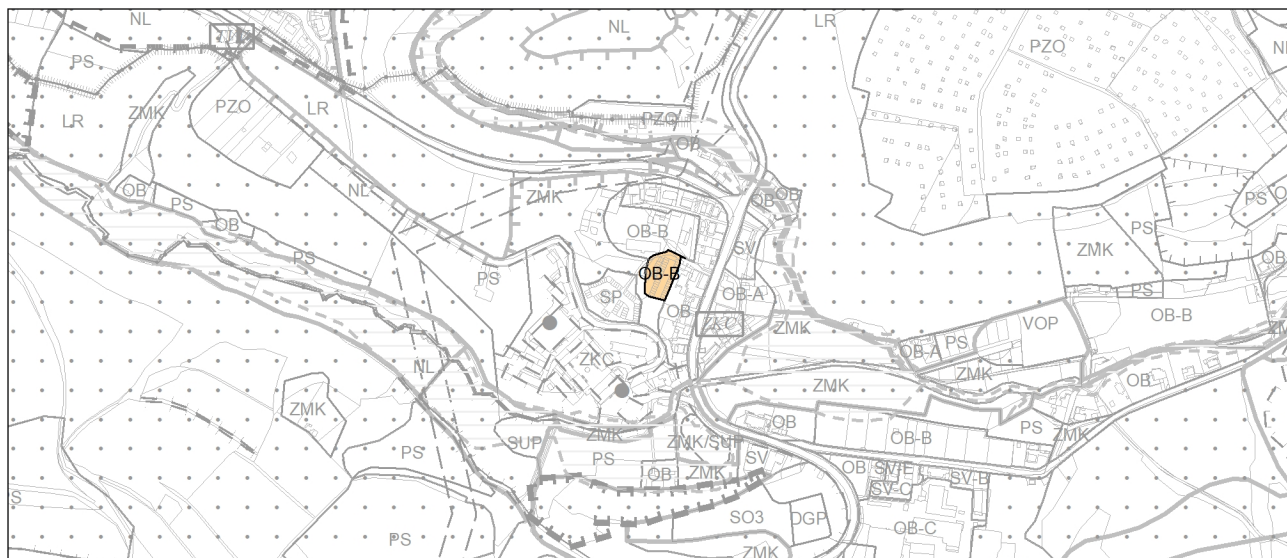 NL
LR
NL
PS
PZO
NL
ZMK
PZO
LR
PZO
LR
OB
NL
OB
PS
ZMK
OB
OB
PS
OB
OB-B
SV
ZMK
PS
PS
OB-B
OB
PS
SP
OB-A
PS
OB
ZMK
VOP
OB-B
ZKC
OB-A
PS
NL
ZMK
ZMK
OB
ZMK
SUP
ZMK
ZMK/SUP
OB
OB-B
PS
ZMK
PS
PS
OB
ZMK
SV
OB
SV-E
SV-C
SV-B
SO3
DGP
OB-C
PS
ZMK